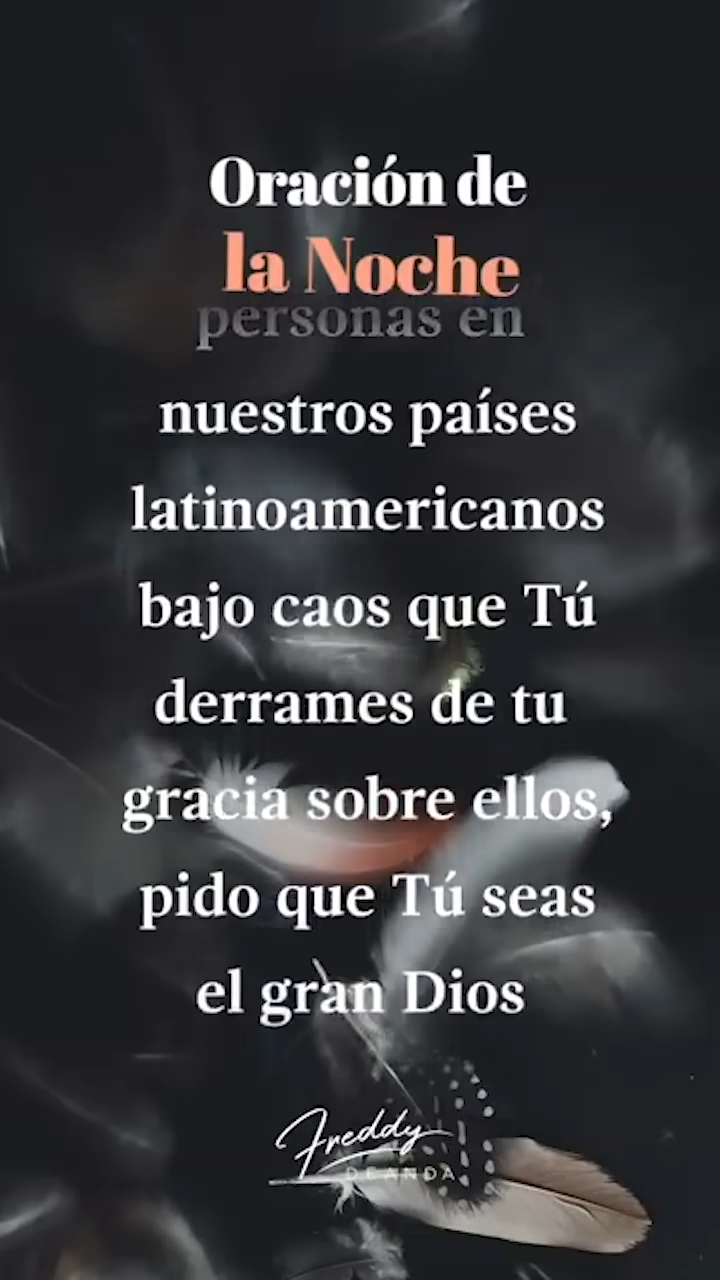 Oración de
la Noche
personas en
nuestros países
latinoamericanos
bajo caos que Tú
derrames de tu
gracia sobre ellos,
pido que Tú seas
el gran Dios
Freddy
DEANDA